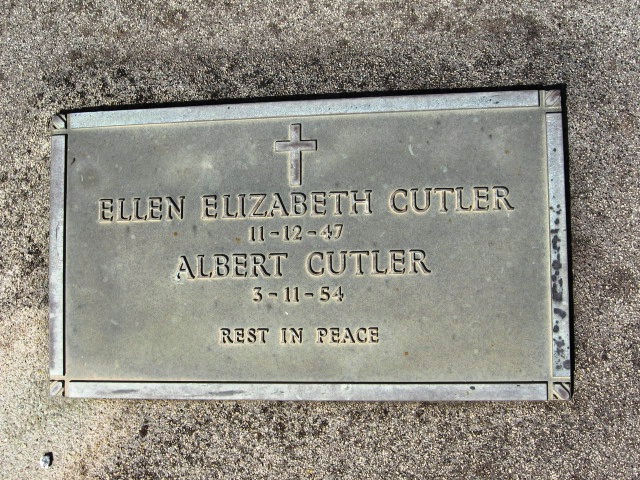 ELLEN ELIZABETH CUTLER
11-12-47
ALBERT CUTLER
3-11-54
REST IN PEACE